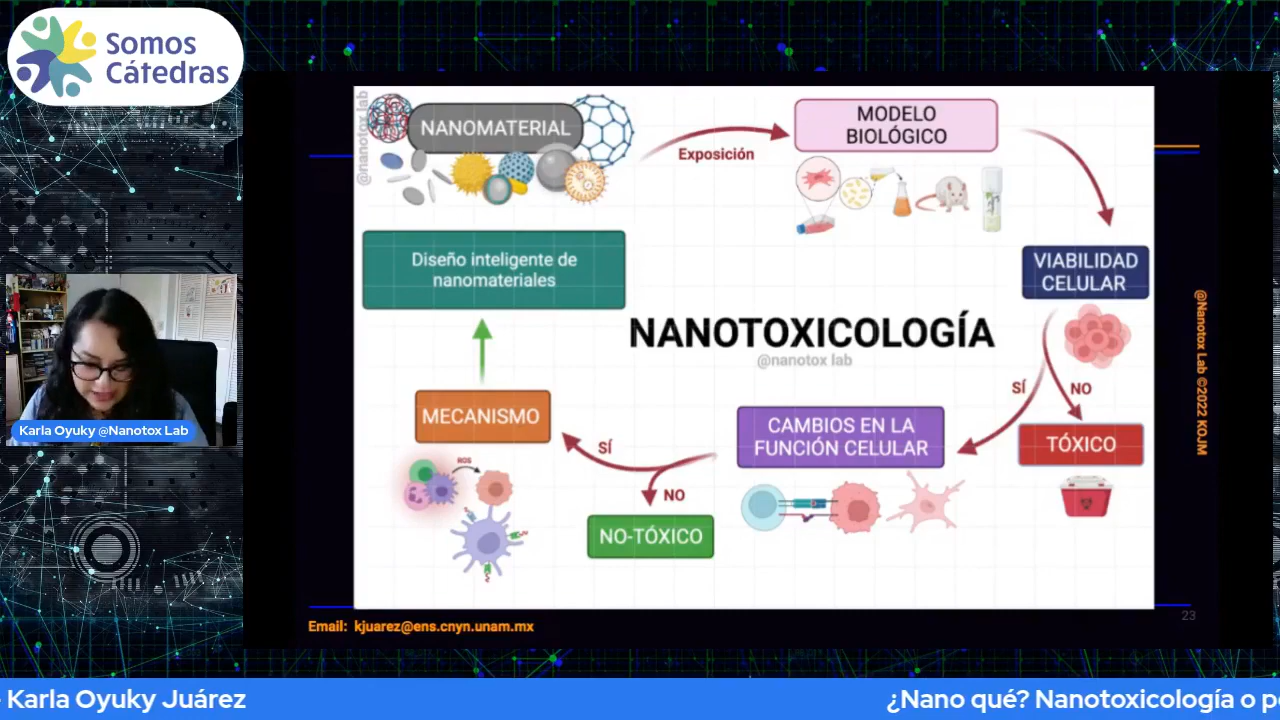 Somos
Cátedras
@nanotox lab
NANOMATERIAL
Exposición
MODELO
BIOLÓGICO
Diseño inteligente de
nanomateriales
VIABILIDAD
CELULAR
NANOTOXICOLOGÍA
@nanotox lab
SÍ
NO
MECANISMO
CAMBIOS EN LA
FUNCIÓN CELULAR
TÓXICO
SÍ
NO
ROS
NO-TÓXICO
@Nanotox Lab ©2022 KOJM
Karla Oyuky @Nanotox Lab
23
Email: kjuarez@ens.cnyn.unam.mx
Karla Oyuky Juárez
¿Nano qué? Nanotoxicología o p